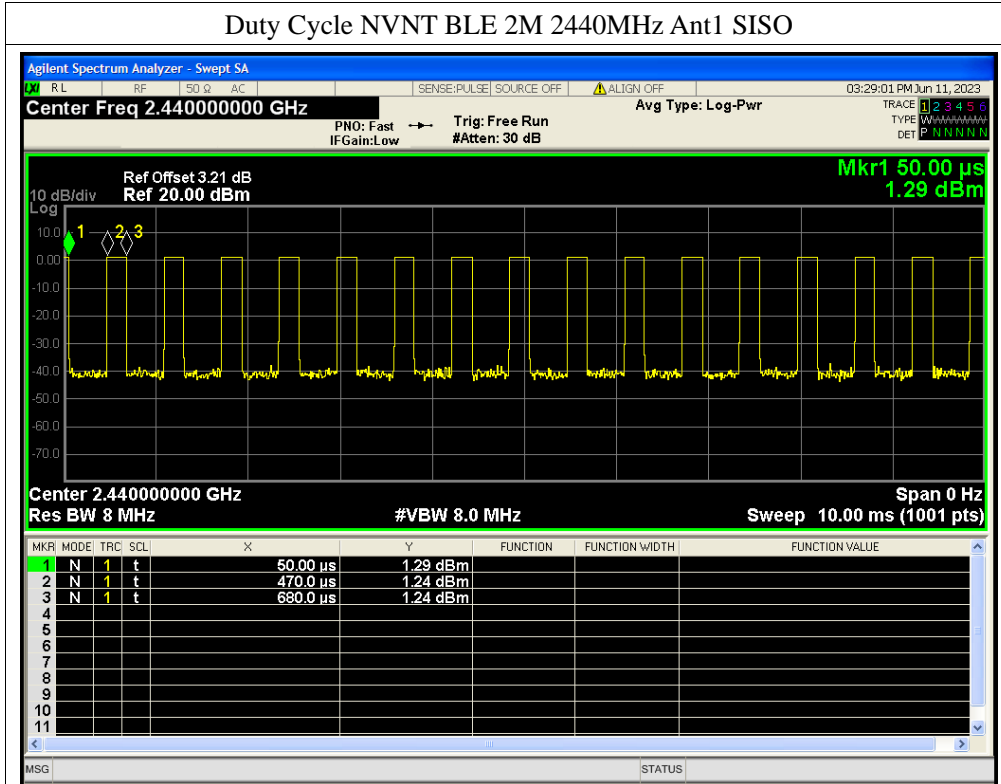 Duty Cycle NVNT BLE 2M 2440MHz Ant1 SISO
Agilent Spectrum Analyzer - Swept SA
LXI RL RF 50 Ω AC SENSE:PULSE SOURCE OFF ALIGN OFF 03:29:01 PM Jun 11, 2023
Center Freq 2.440000000 GHz Avg Type: Log-Pwr TRACE 1 2 3 4 5 6
PNO: Fast Trig: Free Run TYPE
IFGain:Low #Atten: 30 dB DET P N N N N N
Mkr1 50.00 µs
Ref Offset 3.21 dB 1.29 dBm
10 dB/div Ref 20.00 dBm
Log
10.0 1 2 3
0.00
-10.0
-20.0
-30.0
-40.0
-50.0
-60.0
-70.0
Center 2.440000000 GHz Span 0 Hz
Res BW 8 MHz #VBW 8.0 MHz Sweep 10.00 ms (1001 pts)
MKR MODE TRC SCL X Y FUNCTION FUNCTION WIDTH FUNCTION VALUE
1 N 1 t 50.00 µs 1.29 dBm
2 N 1 t 470.0 µs 1.24 dBm
3 N 1 t 680.0 µs 1.24 dBm
4
5
6
7
8
9
10
11
MSG STATUS